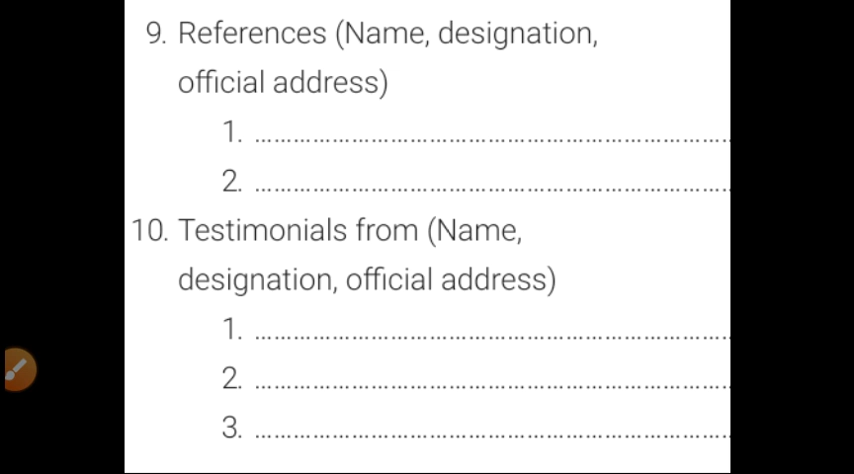 9. References (Name, designation,
official address)
1. ................................................................
2. ................................................................
10. Testimonials from (Name,
designation, official address)
1. ................................................................
2. ................................................................
3. ................................................................